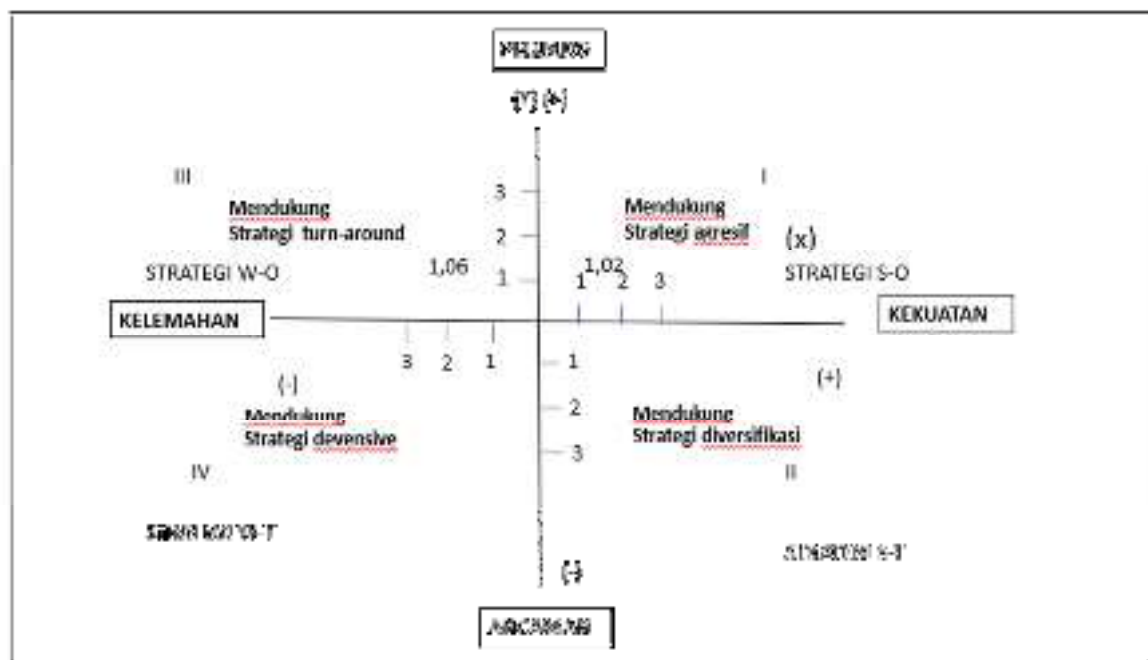 PELUANG
(Y) (+)
III
I
Mendukung
Strategi turn-around
Mendukung
Strategi agresif
(x)
STRATEGI W-O
STRATEGI S-O
3
2
1
1,06
1,02
1 2 3
KELEMAHAN
KEKUATAN
3 2 1
1
2
3
(-)
(+)
Mendukung
Strategi devensive
Mendukung
Strategi diversifikasi
IV
II
(-)